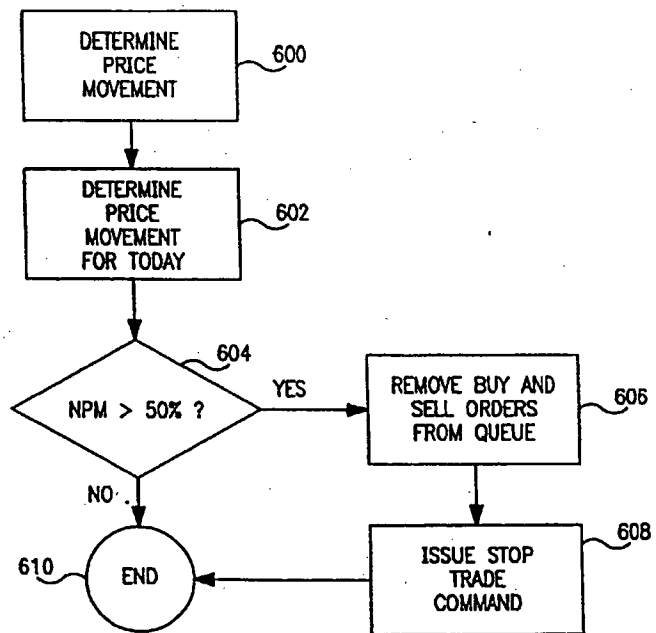 DETERMINE
PRICE
MOVEMENT
600
DETERMINE
PRICE
MOVEMENT
FOR TODAY
602
604
NPM > 50% ?
YES
REMOVE BUY AND
SELL ORDERS
FROM QUEUE
606
NO
610
END
ISSUE STOP
TRADE
COMMAND
608